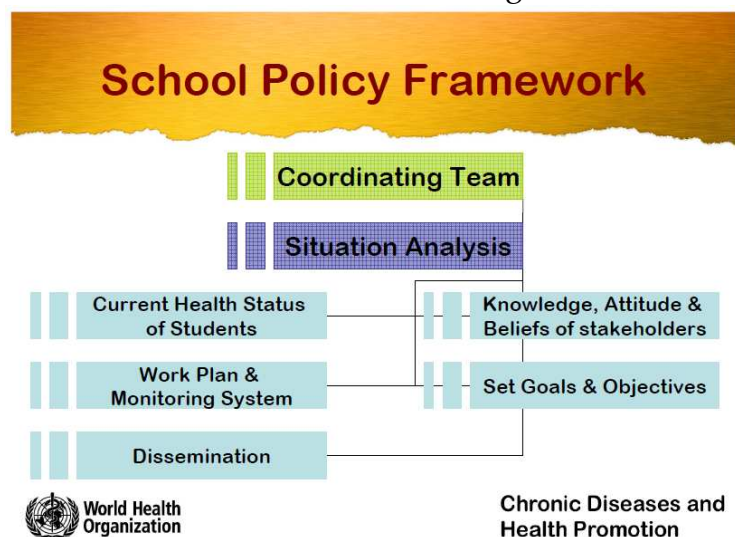 School Policy Framework
Coordinating Team
Situation Analysis
Current Health Status
of Students
Knowledge, Attitude &
Beliefs of stakeholders
Work Plan &
Monitoring System
Set Goals & Objectives
Dissemination
World Health
Organization
Chronic Diseases and
Health Promotion